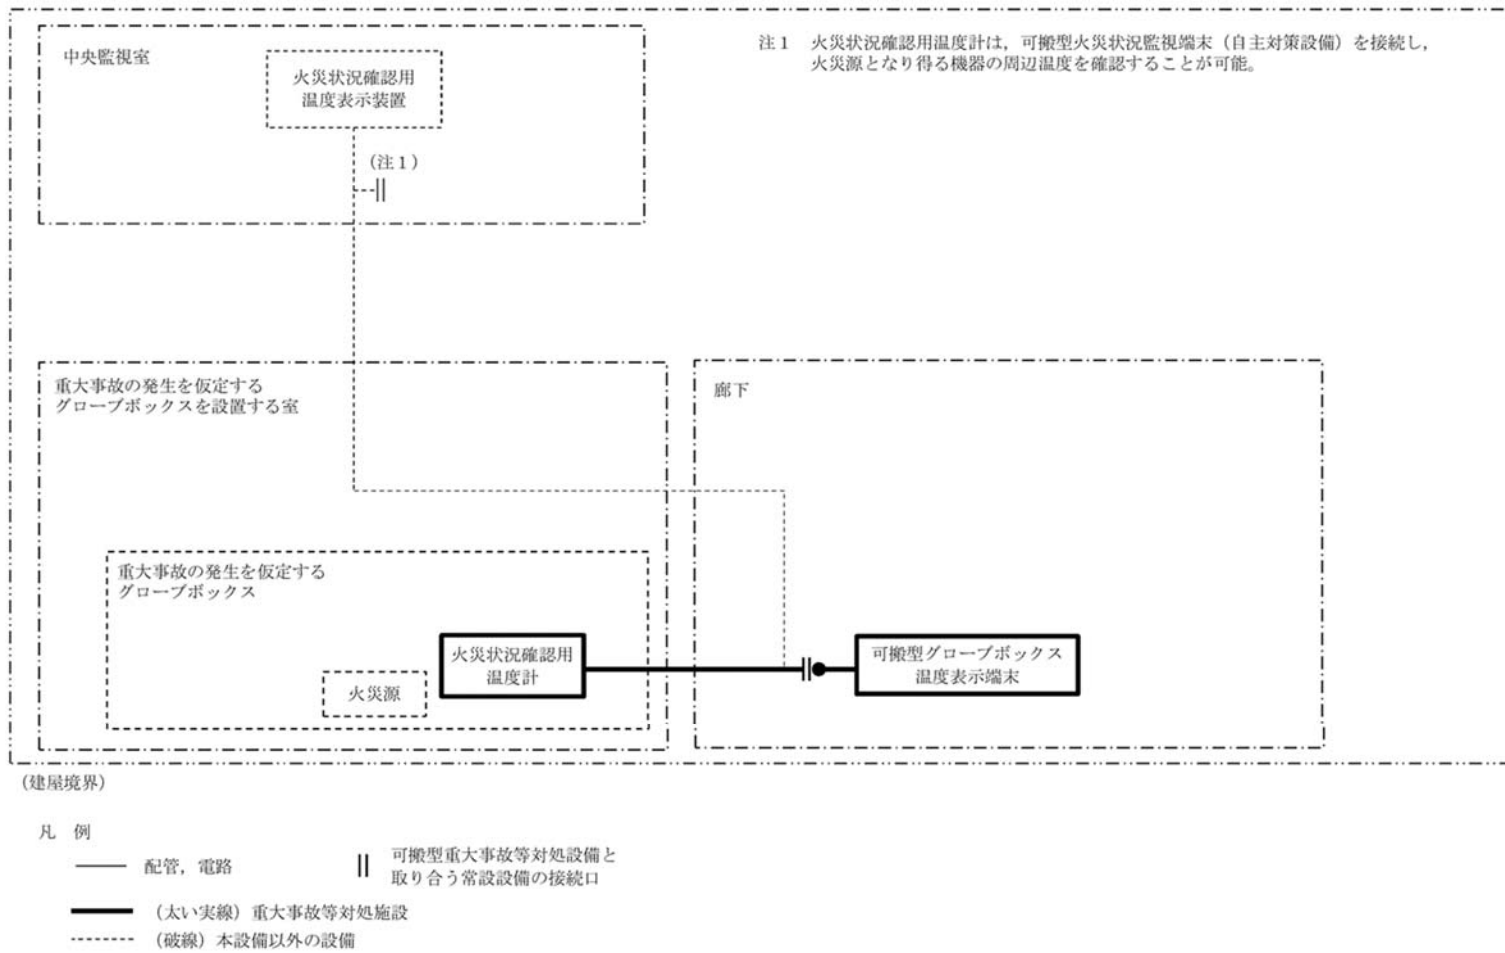 中央監視室
火災状況確認用
温度表示装置
(注1)
注1 火災状況確認用温度計は,可搬型火災状況監視端末(自主対策設備)を接続し,
火災源となり得る機器の周辺温度を確認することが可能。
重大事故の発生を仮定する
グローブボックスを設置する室
廊下
重大事故の発生を仮定する
グローブボックス
火災状況確認用
温度計
火災源
可搬型グローブボックス
温度表示端末
(建屋境界)
凡 例
配管,電路
可搬型重大事故等対処設備と
取り合う常設設備の接続口
(太い実線)重大事故等対処施設
(破線)本設備以外の設備